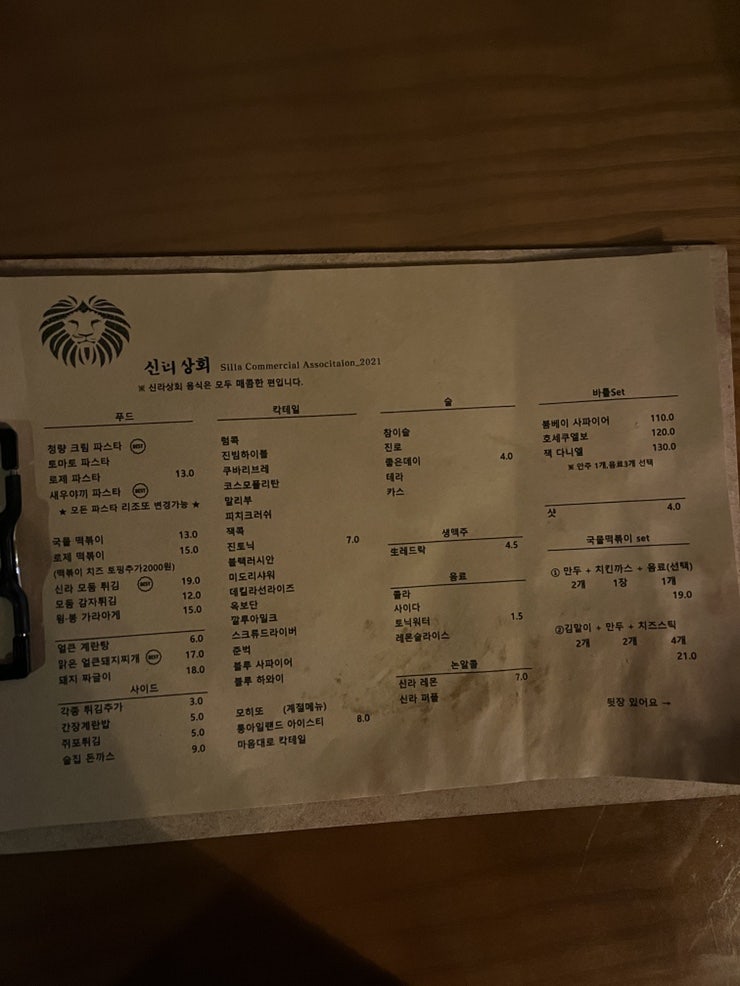 신라상회 Silla Commercial Associtaion_2021
※ 신라상회 음식은 모두 매콤한 편입니다.
푸드
청량 크림 파스타 BEST
토마토 파스타
로제 파스타 13.0
새우야끼 파스타 BEST
★ 모든 파스타 리조또 변경가능 ★
국물 떡볶이 13.0
로제 떡볶이 15.0
(떡볶이 치즈 토핑추가2000원)
신라 모둠 튀김 BEST 19.0
모둠 감자튀김 12.0
윙·봉 가라아게 15.0
얼큰 계란탕 6.0
맑은 얼큰돼지찌개 BEST 17.0
돼지 짜글이 18.0
사이드
각종 튀김추가 3.0
간장계란밥 5.0
쥐포튀김 5.0
술집 돈까스 9.0
칵테일
럼콕
진빔하이볼
쿠바리브레
코스모폴리탄
말리부
피치크러쉬
잭콕
진토닉 7.0
블랙러시안
미도리샤워
데킬라선라이즈
옥보단
깔루아밀크
스크류드라이버
준벅
블루 사파이어
블루 하와이
모히또 (계절메뉴)
롱아일랜드 아이스티 8.0
마음대로 칵테일
술
참이슬
진로
좋은데이 4.0
테라
카스
생맥주
生레드락 4.5
음료
콜라
사이다
토닉워터 1.5
레몬슬라이스
논알콜
신라 레몬 7.0
신라 퍼플
바틀Set
봄베이 사파이어 110.0
호세쿠엘보 120.0
잭 다니엘 130.0
※ 안주 1개,음료3개 선택
샷 4.0
국물떡볶이 set
① 만두 + 치킨까스 + 음료(선택)
2개 1장 1개
19.0
②김말이 + 만두 + 치즈스틱
2개 2개 4개
21.0
뒷장 있어요 →